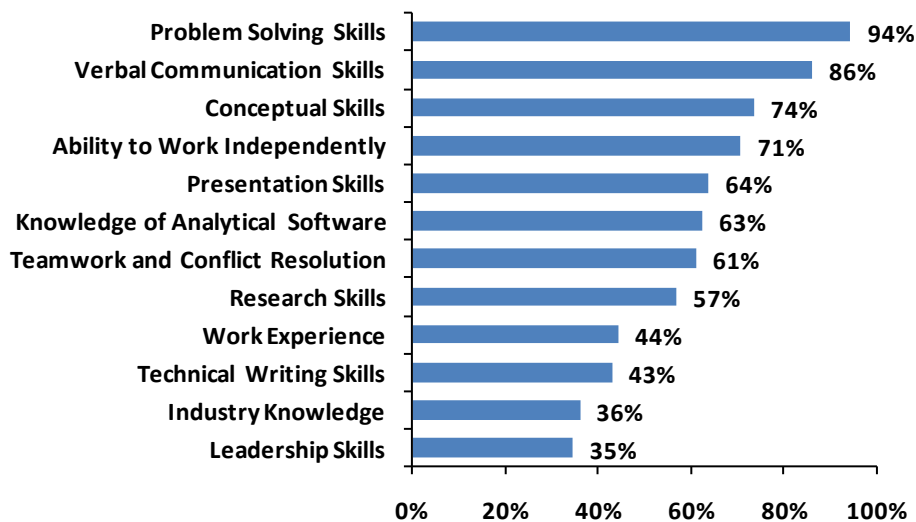 Problem Solving Skills 94%
Verbal Communication Skills 86%
Conceptual Skills 74%
Ability to Work Independently 71%
Presentation Skills 64%
Knowledge of Analytical Software 63%
Teamwork and Conflict Resolution 61%
Research Skills 57%
Work Experience 44%
Technical Writing Skills 43%
Industry Knowledge 36%
Leadership Skills 35%
0% 20% 40% 60% 80% 100%